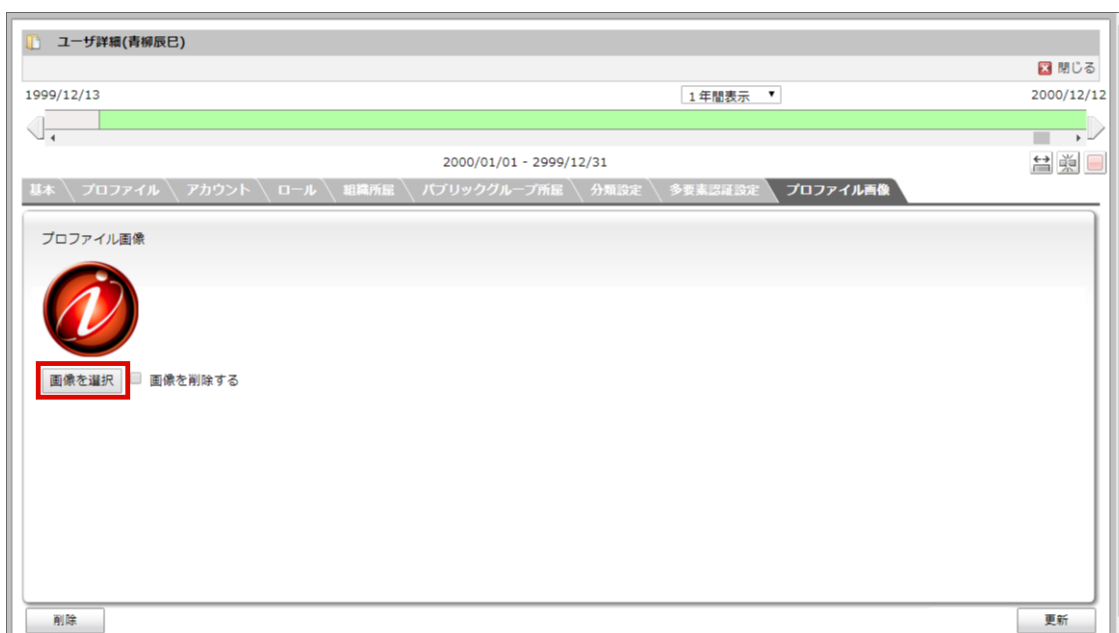 ユーザ詳細(青柳辰巳)
閉じる
1999/12/13 1年間表示 2000/12/12
2000/01/01 - 2999/12/31
基本 プロファイル アカウント ロール 組織所属 パブリックグループ所属 分類設定 多要素認証設定 プロファイル画像
プロファイル画像
画像を選択 画像を削除する
削除 更新